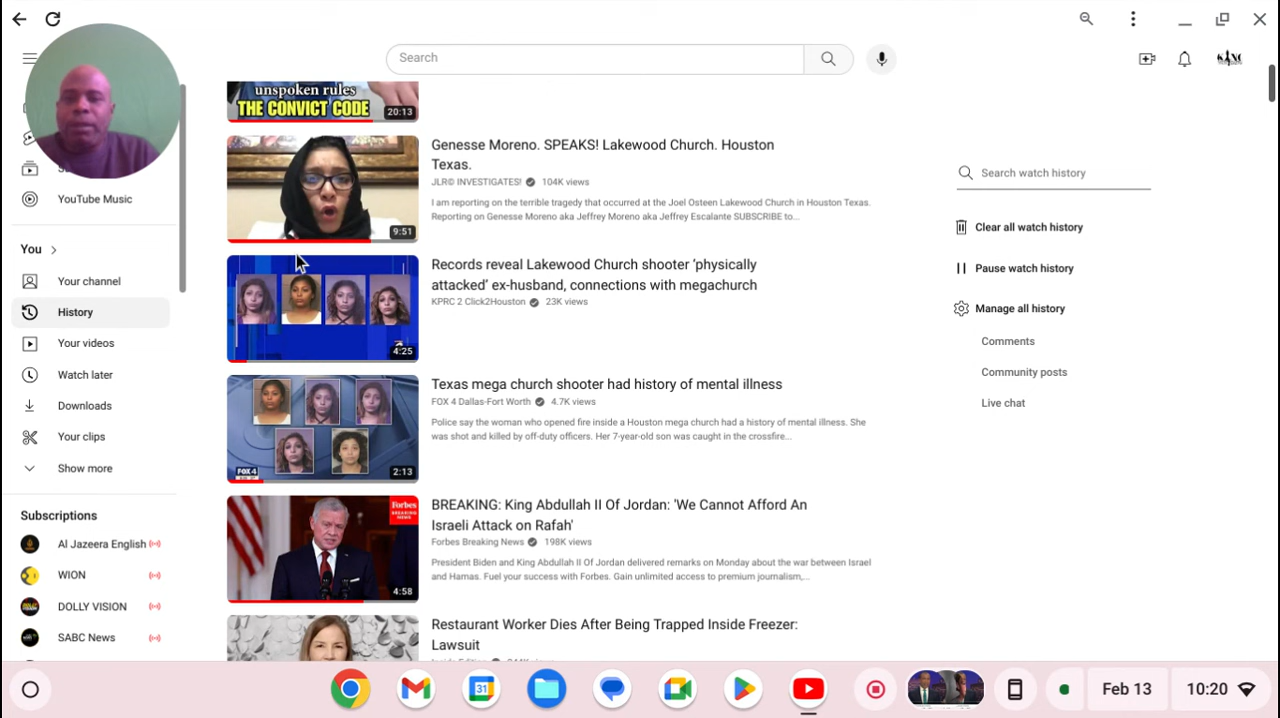 Search
unspoken rules
THE CONVICT CODE
20:13
Genesse Moreno. SPEAKS! Lakewood Church. Houston
Texas.
JLR© INVESTIGATES! 104K views
I am reporting on the terrible tragedy that occurred at the Joel Osteen Lakewood Church in Houston Texas.
Reporting on Genesse Moreno aka Jeffrey Moreno aka Jeffrey Escalante SUBSCRIBE to...
9:51
Records reveal Lakewood Church shooter ‘physically
attacked’ ex-husband, connections with megachurch
KPRC 2 Click2Houston 23K views
4:25
Texas mega church shooter had history of mental illness
FOX 4 Dallas-Fort Worth 4.7K views
Police say the woman who opened fire inside a Houston mega church had a history of mental illness. She
was shot and killed by off-duty officers. Her 7-year-old son was caught in the crossfire...
FOX 4
2:13
BREAKING: King Abdullah II Of Jordan: 'We Cannot Afford An
Israeli Attack on Rafah'
Forbes Breaking News 198K views
President Biden and King Abdullah II Of Jordan delivered remarks on Monday about the war between Israel
and Hamas. Fuel your success with Forbes. Gain unlimited access to premium journalism,...
Forbes
BREAKING
NEWS
4:58
Restaurant Worker Dies After Being Trapped Inside Freezer:
Lawsuit
YouTube Music
You
Your channel
History
Your videos
Watch later
Downloads
Your clips
Show more
Subscriptions
Al Jazeera English
WION
DOLLY VISION
SABC News
Search watch history
Clear all watch history
Pause watch history
Manage all history
Comments
Community posts
Live chat
31
Feb 13
10:20